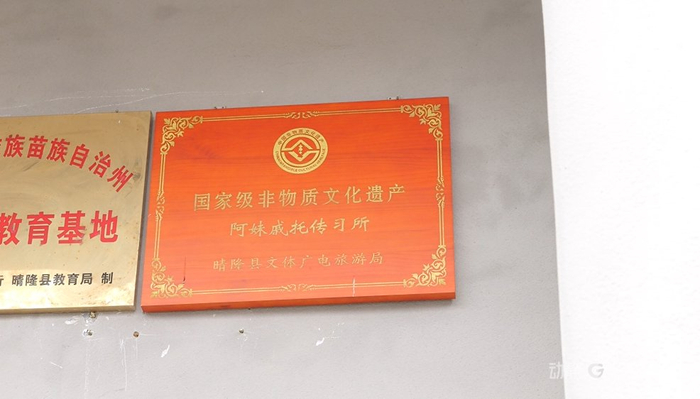 族苗族自治州
教育基地
晴隆县教育局 制
国家级非物质文化遗产
阿妹戚托传习所
晴隆县文体广电旅游局
动
G